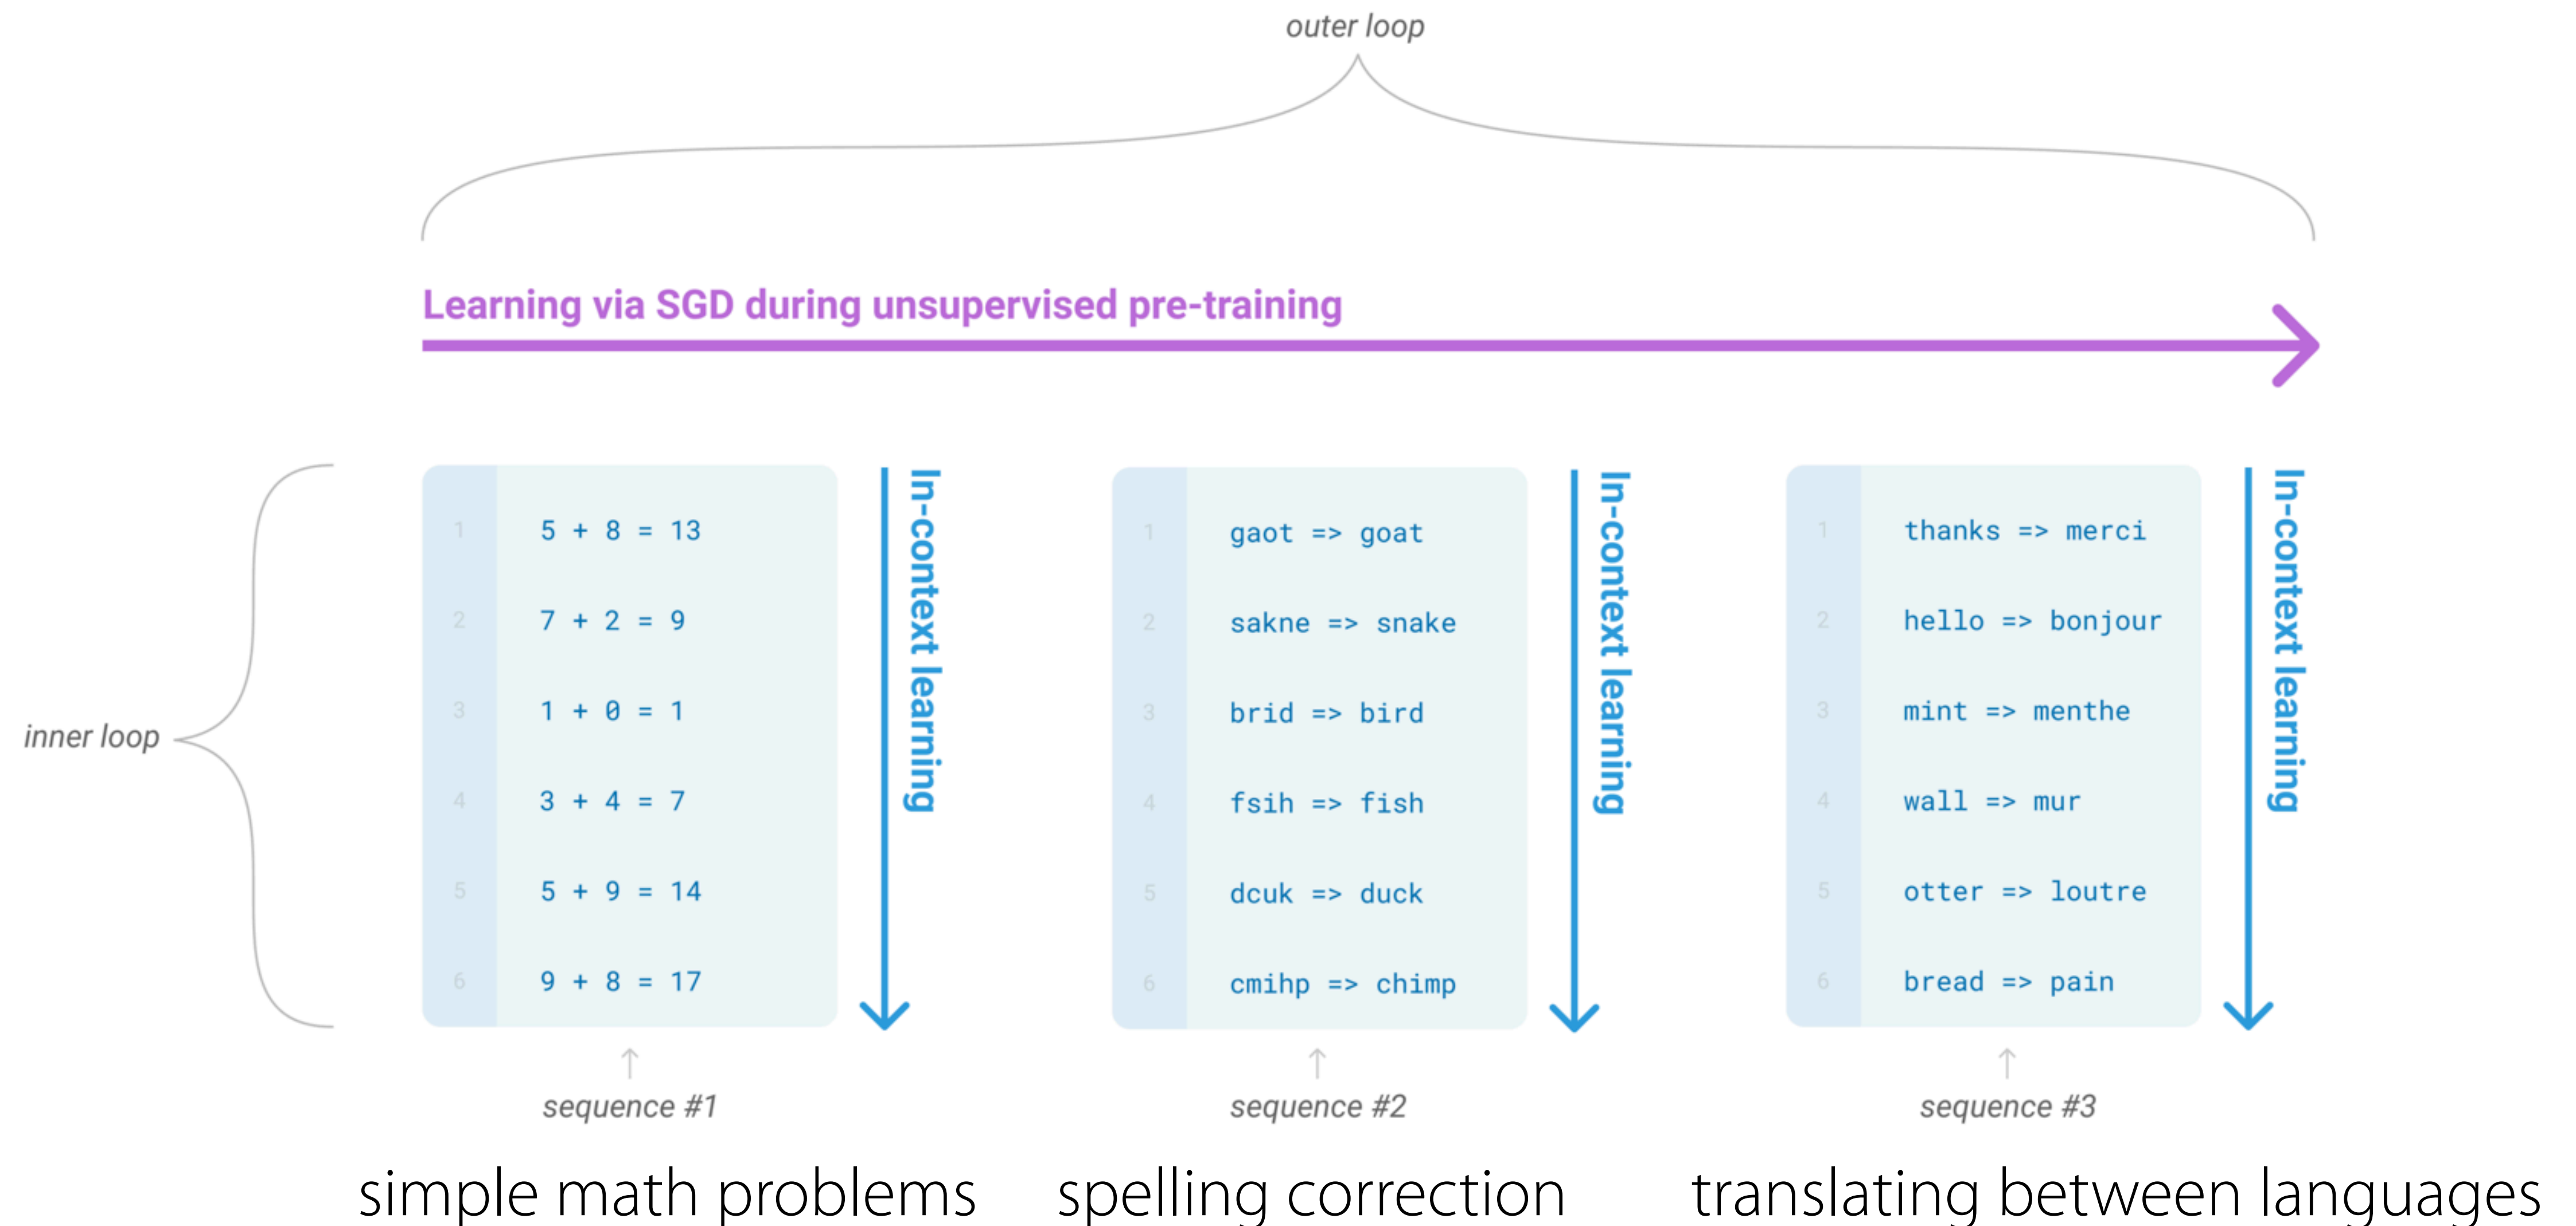 outer loop
Learning via SGD during unsupervised pre-training
inner loop
1 5 + 8 = 13
2 7 + 2 = 9
3 1 + 0 = 1
4 3 + 4 = 7
5 5 + 9 = 14
6 9 + 8 = 17
In-context learning
sequence #1
simple math problems
1 gaot => goat
2 sakne => snake
3 brid => bird
4 fsih => fish
5 dcuk => duck
6 cmihp => chimp
In-context learning
sequence #2
spelling correction
1 thanks => merci
2 hello => bonjour
3 mint => menthe
4 wall => mur
5 otter => loutre
6 bread => pain
In-context learning
sequence #3
translating between languages